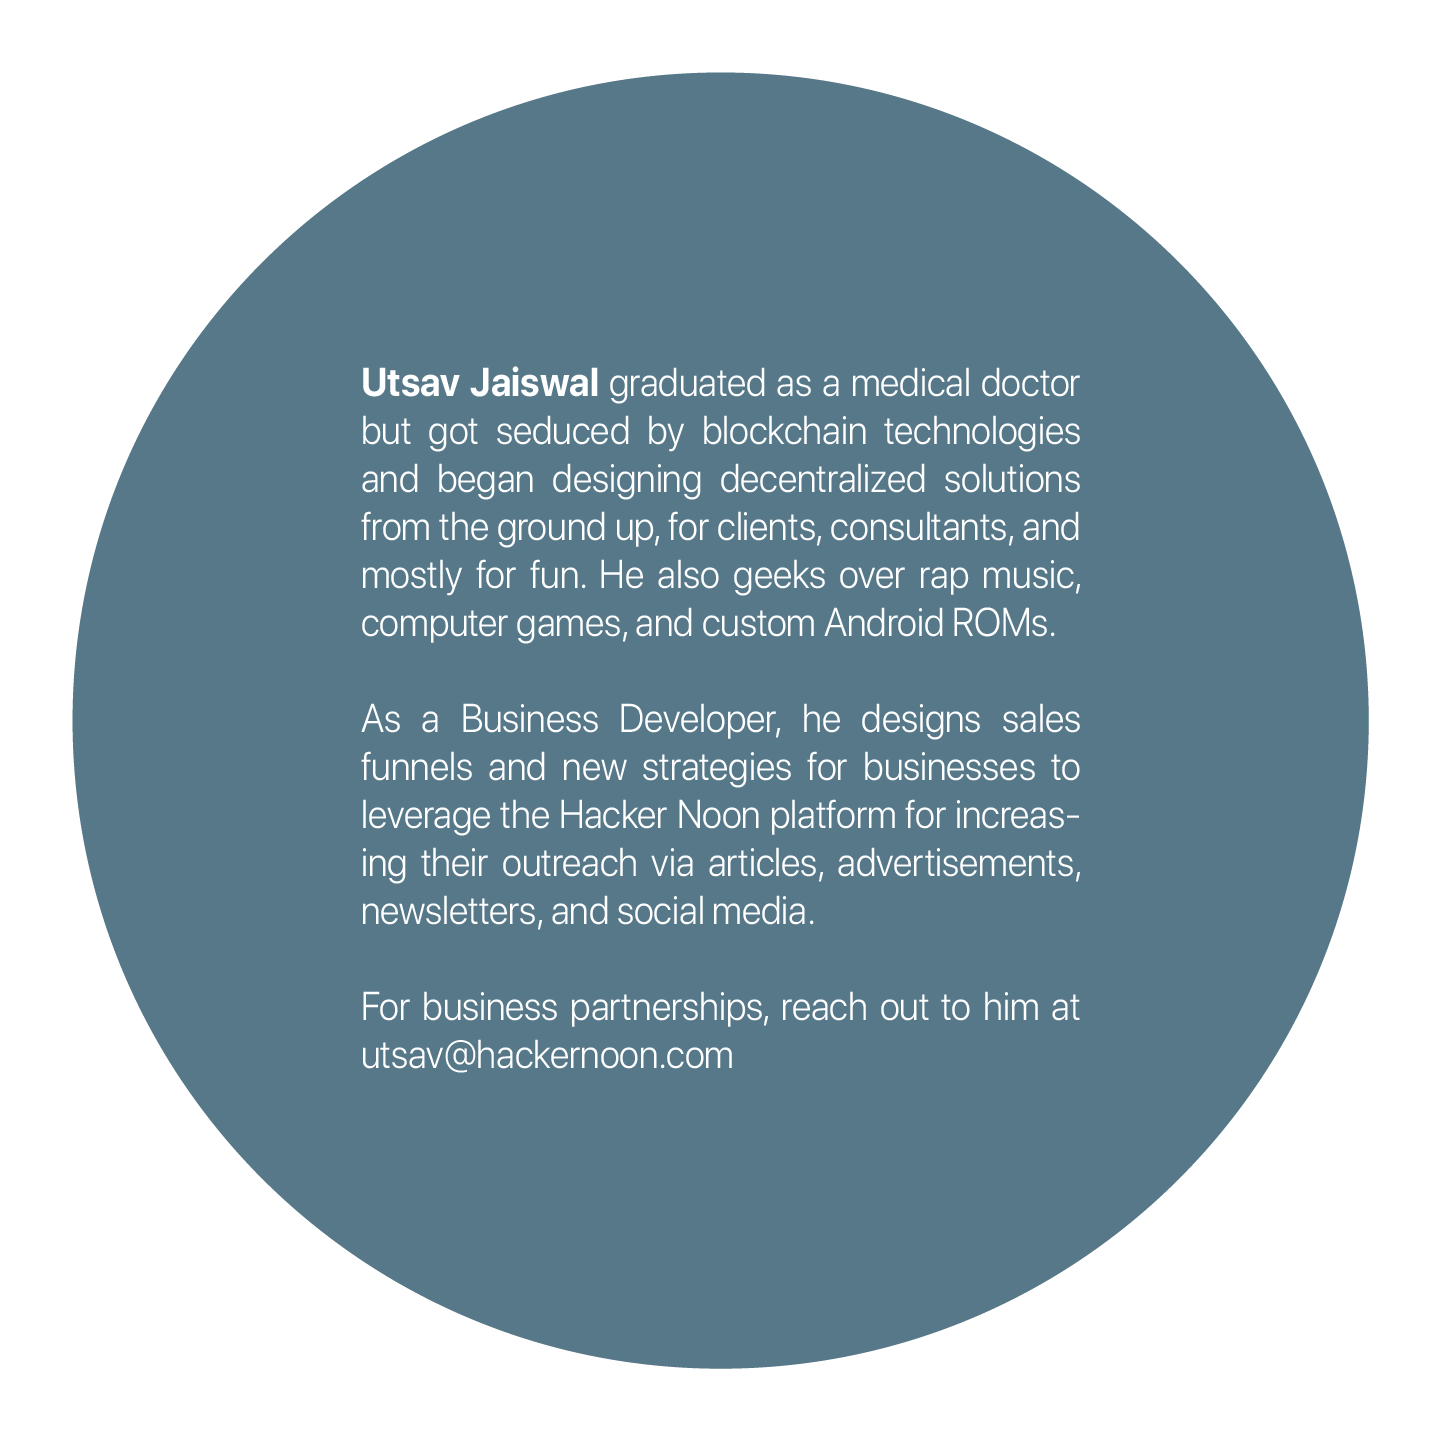 Utsav Jaiswal graduated as a medical doctor
but got seduced by blockchain technologies
and began designing decentralized solutions
from the ground up, for clients, consultants, and
mostly for fun. He also geeks over rap music,
computer games, and custom Android ROMs.
As a Business Developer, he designs sales
funnels and new strategies for businesses to
leverage the Hacker Noon platform for increas-
ing their outreach via articles, advertisements,
newsletters, and social media.
For business partnerships, reach out to him at
utsav@hackernoon.com